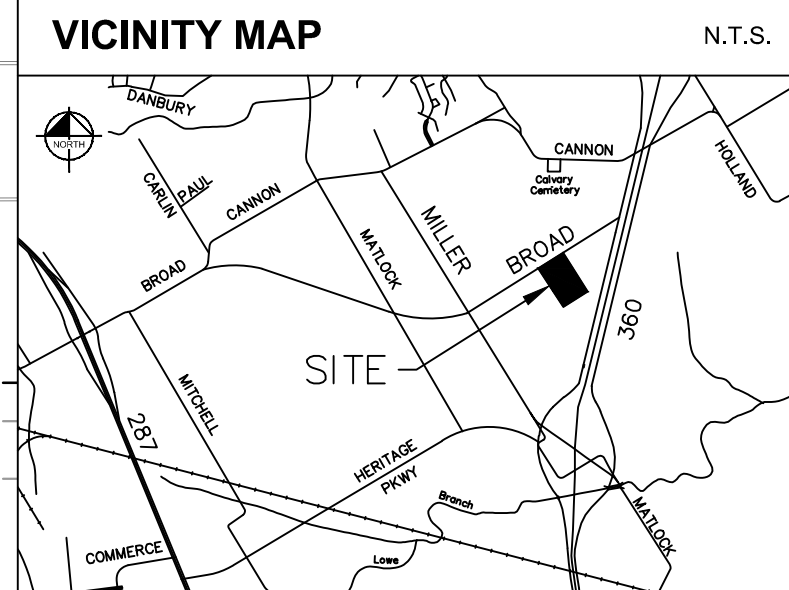 VICINITY MAP
N.T.S.
DANBURY
NORTH
CARLIN
PAUL
CANNON
CANNON
Calvary
Cemetery
HOLLAND
MATLOCK
MILLER
BROAD
BROAD
360
SITE
MITCHELL
287
HERITAGE
PKWY
Branch
MATLOCK
COMMERCE
Lowe